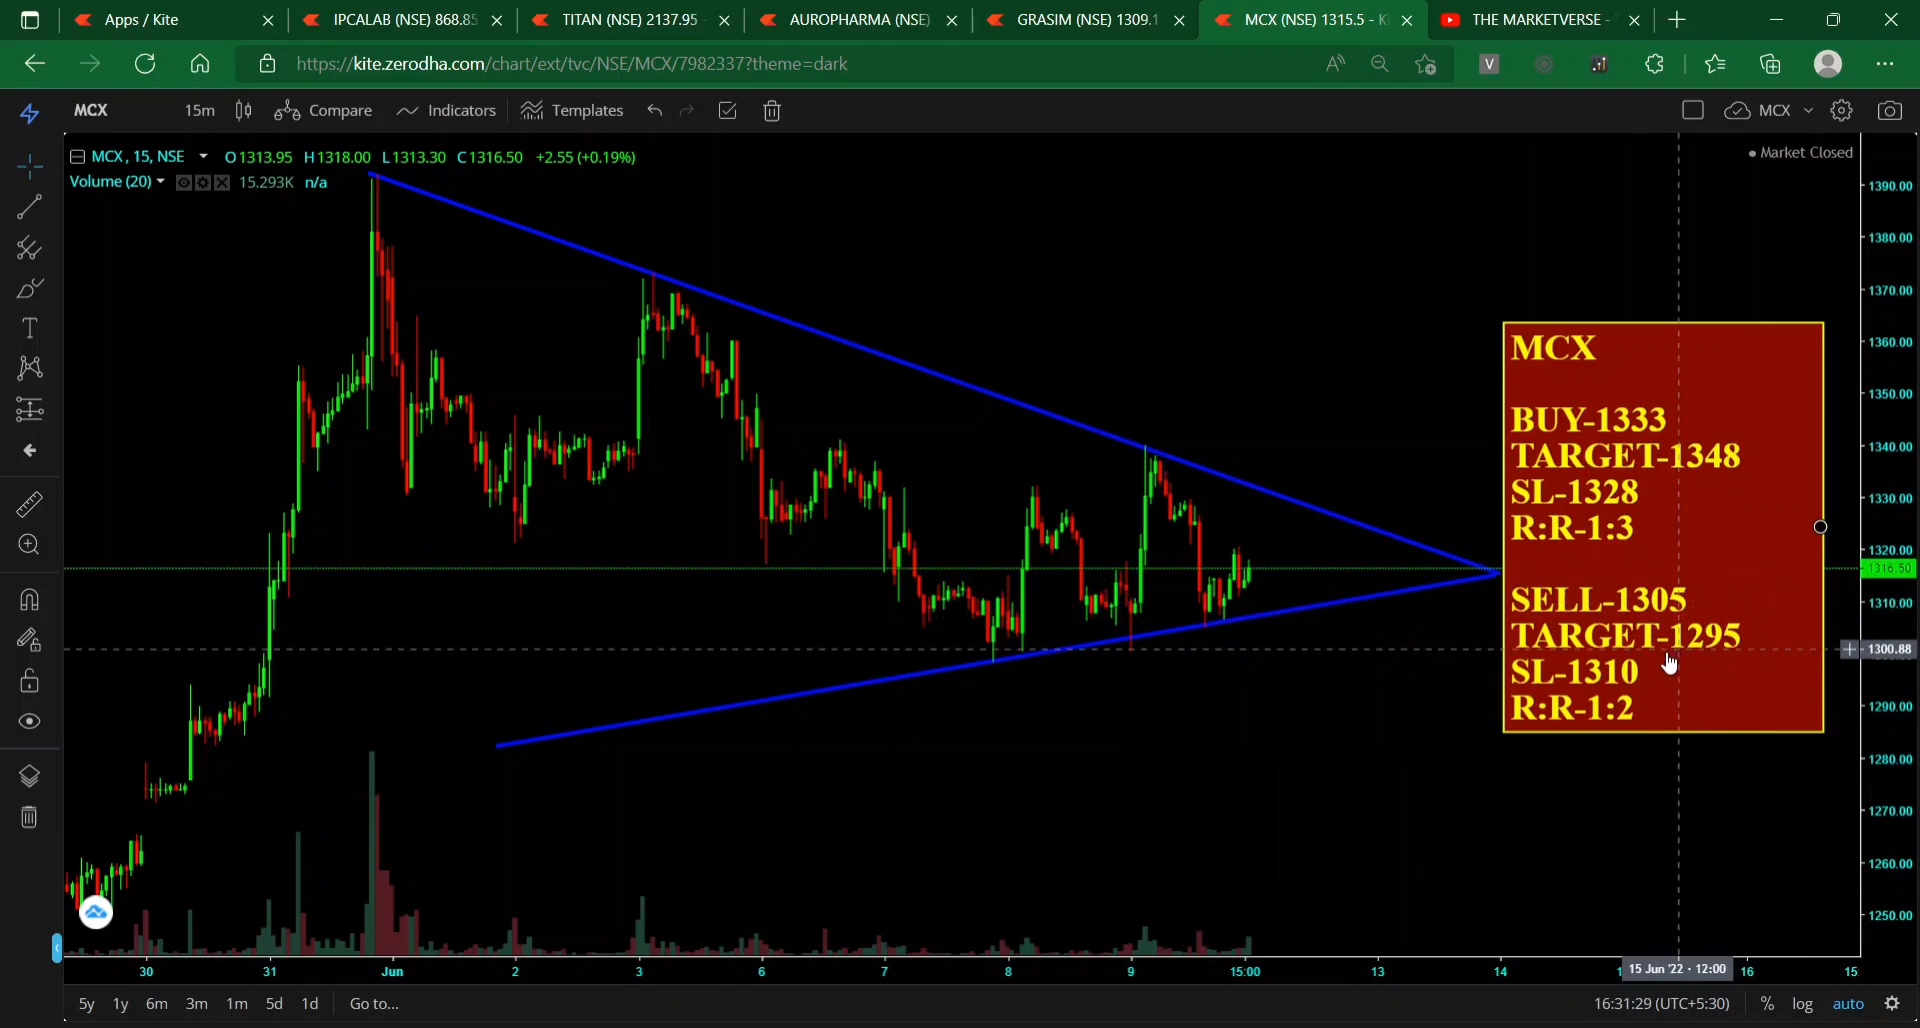 Apps / Kite
IPCALAB (NSE) 868.85
TITAN (NSE) 2137.95
AUROPHARMA (NSE)
GRASIM (NSE) 1309.1
MCX (NSE) 1315.5 - K
THE MARKETVERSE -
https://kite.zerodha.com/chart/ext/tvc/NSE/MCX/7982337?theme=dark
MCX 15m Compare Indicators Templates MCX
MCX, 15, NSE O1313.95 H1318.00 L1313.30 C1316.50 +2.55 (+0.19%)
Market Closed
Volume (20) 15.293K n/a
1390.00
1380.00
1370.00
1360.00
1350.00
1340.00
1330.00
1320.00
1316.50
1310.00
1300.88
1290.00
1280.00
1270.00
1260.00
1250.00
MCX
BUY-1333
TARGET-1348
SL-1328
R:R-1:3
SELL-1305
TARGET-1295
SL-1310
R:R-1:2
30 31 Jun 2 3 6 7 8 9 15:00 13 14 15 Jun '22 - 12:00 16 15
5y 1y 6m 3m 1m 5d 1d Go to...
16:31:29 (UTC+5:30) % log auto